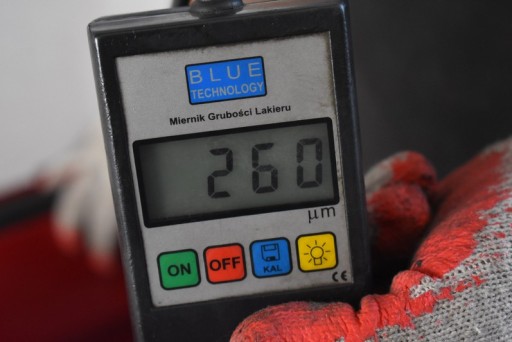 BLUE
TECHNOLOGY
Miernik Grubości Lakieru
260
µm
ON
OFF
KAL
CE